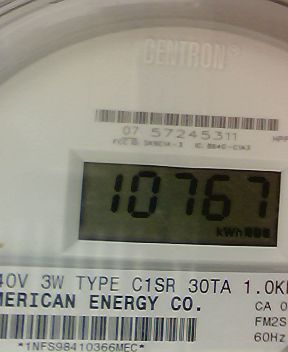 CENTRON®
07 57245311
10767
kWh
40V 3W TYPE C1SR 30TA 1.0K
MERICAN ENERGY CO.
CA 0
FM2S
60Hz
*1NFS98410366MEC*